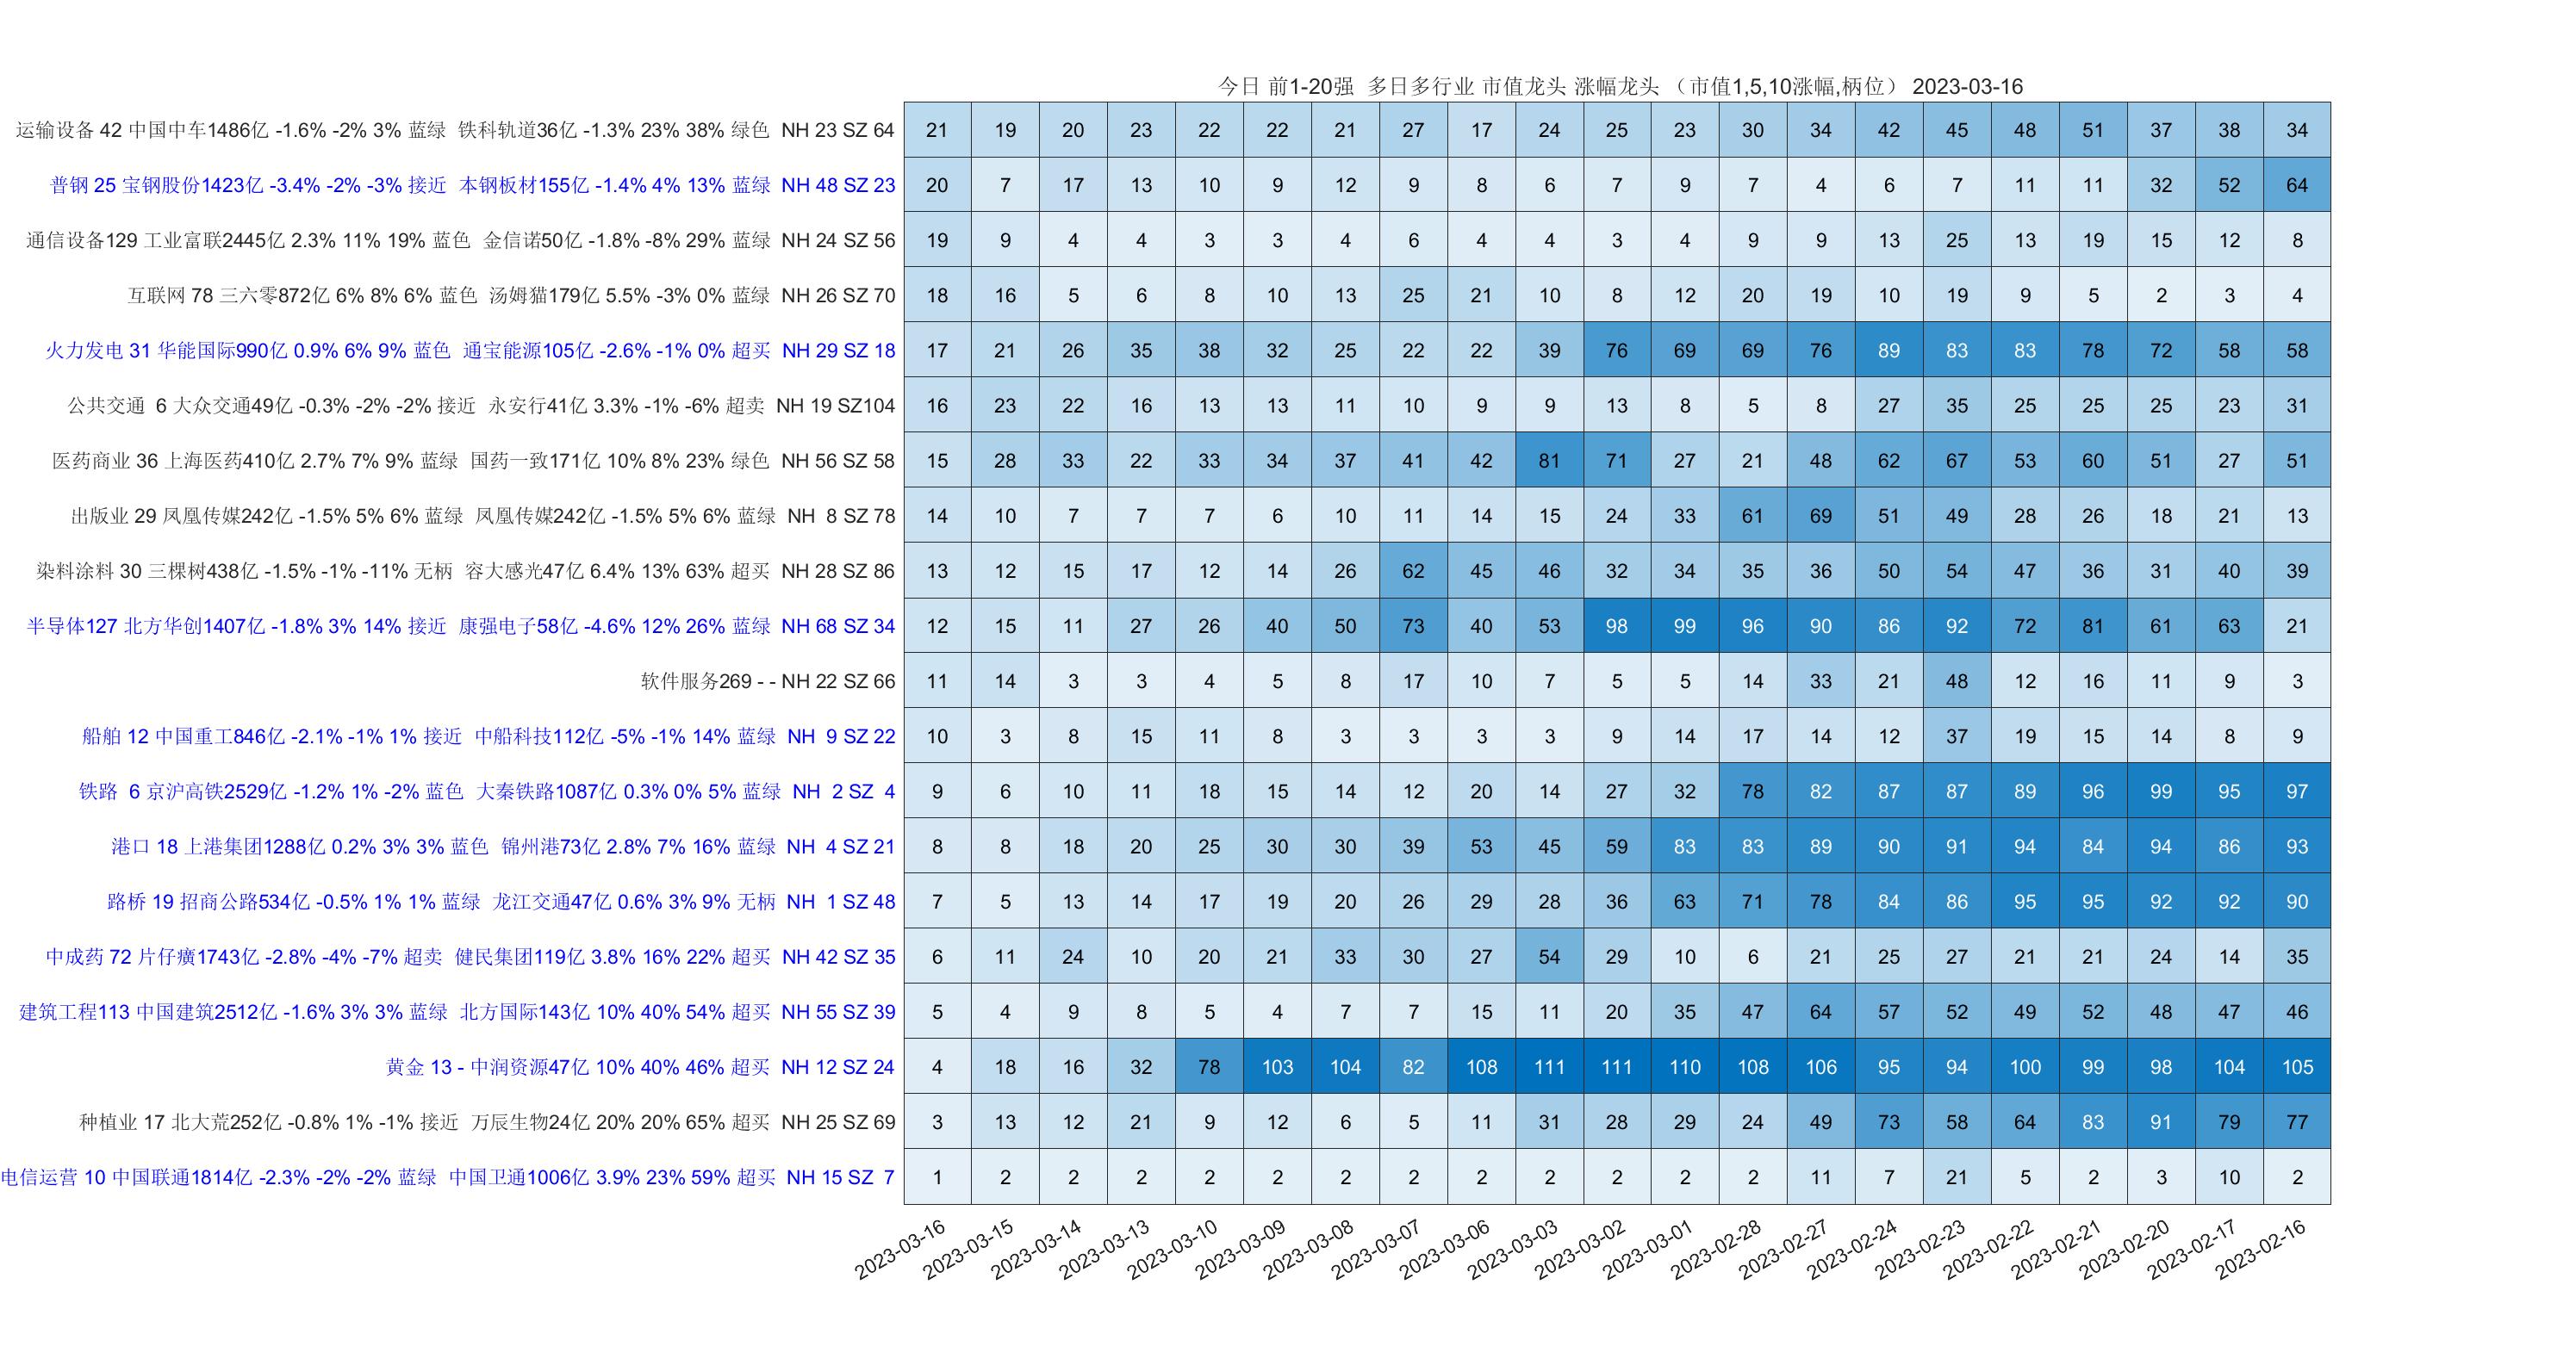 今日 前1-20强  多日多行业 市值龙头 涨幅龙头 （市值1,5,10涨幅,柄位） 2023-03-16
运输设备 42 中国中车1486亿 -1.6% -2% 3% 蓝绿  铁科轨道36亿 -1.3% 23% 38% 绿色  NH 23 SZ 64 21 19 20 23 22 22 21 27 17 24 25 23 30 34 42 45 48 51 37 38 34
普钢 25 宝钢股份1423亿 -3.4% -2% -3% 接近  本钢板材155亿 -1.4% 4% 13% 蓝绿  NH 48 SZ 23 20 7 17 13 10 9 12 9 8 6 7 9 7 4 6 7 11 11 32 52 64
通信设备129 工业富联2445亿 2.3% 11% 19% 蓝色  金信诺50亿 -1.8% -8% 29% 蓝绿  NH 24 SZ 56 19 9 4 4 3 3 4 6 4 4 3 4 9 9 13 25 13 19 15 12 8
互联网 78 三六零872亿 6% 8% 6% 蓝色  汤姆猫179亿 5.5% -3% 0% 蓝绿  NH 26 SZ 70 18 16 5 6 8 10 13 25 21 10 8 12 20 19 10 19 9 5 2 3 4
火力发电 31 华能国际990亿 0.9% 6% 9% 蓝色  通宝能源105亿 -2.6% -1% 0% 超买  NH 29 SZ 18 17 21 26 35 38 32 25 22 22 39 76 69 69 76 89 83 83 78 72 58 58
公共交通  6 大众交通49亿 -0.3% -2% -2% 接近  永安行41亿 3.3% -1% -6% 超卖  NH 19 SZ104 16 23 22 16 13 13 11 10 9 9 13 8 5 8 27 35 25 25 25 23 31
医药商业 36 上海医药410亿 2.7% 7% 9% 蓝绿  国药一致171亿 10% 8% 23% 绿色  NH 56 SZ 58 15 28 33 22 33 34 37 41 42 81 71 27 21 48 62 67 53 60 51 27 51
出版业 29 凤凰传媒242亿 -1.5% 5% 6% 蓝绿  凤凰传媒242亿 -1.5% 5% 6% 蓝绿  NH  8 SZ 78 14 10 7 7 7 6 10 11 14 15 24 33 61 69 51 49 28 26 18 21 13
染料涂料 30 三棵树438亿 -1.5% -1% -11% 无柄  容大感光47亿 6.4% 13% 63% 超买  NH 28 SZ 86 13 12 15 17 12 14 26 62 45 46 32 34 35 36 50 54 47 36 31 40 39
半导体127 北方华创1407亿 -1.8% 3% 14% 接近  康强电子58亿 -4.6% 12% 26% 蓝绿  NH 68 SZ 34 12 15 11 27 26 40 50 73 40 53 98 99 96 90 86 92 72 81 61 63 21
软件服务269 - - NH 22 SZ 66 11 14 3 3 4 5 8 17 10 7 5 5 14 33 21 48 12 16 11 9 3
船舶 12 中国重工846亿 -2.1% -1% 1% 接近  中船科技112亿 -5% -1% 14% 蓝绿  NH  9 SZ 22 10 3 8 15 11 8 3 3 3 3 9 14 17 14 12 37 19 15 14 8 9
铁路  6 京沪高铁2529亿 -1.2% 1% -2% 蓝色  大秦铁路1087亿 0.3% 0% 5% 蓝绿  NH  2 SZ  4 9 6 10 11 18 15 14 12 20 14 27 32 78 82 87 87 89 96 99 95 97
港口 18 上港集团1288亿 0.2% 3% 3% 蓝色  锦州港73亿 2.8% 7% 16% 蓝绿  NH  4 SZ 21 8 8 18 20 25 30 30 39 53 45 59 83 83 89 90 91 94 84 94 86 93
路桥 19 招商公路534亿 -0.5% 1% 1% 蓝绿  龙江交通47亿 0.6% 3% 9% 无柄  NH  1 SZ 48 7 5 13 14 17 19 20 26 29 28 36 63 71 78 84 86 95 95 92 92 90
中成药 72 片仔癀1743亿 -2.8% -4% -7% 超卖  健民集团119亿 3.8% 16% 22% 超买  NH 42 SZ 35 6 11 24 10 20 21 33 30 27 54 29 10 6 21 25 27 21 21 24 14 35
建筑工程113 中国建筑2512亿 -1.6% 3% 3% 蓝绿  北方国际143亿 10% 40% 54% 超买  NH 55 SZ 39 5 4 9 8 5 4 7 7 15 11 20 35 47 64 57 52 49 52 48 47 46
黄金 13 - 中润资源47亿 10% 40% 46% 超买  NH 12 SZ 24 4 18 16 32 78 103 104 82 108 111 111 110 108 106 95 94 100 99 98 104 105
种植业 17 北大荒252亿 -0.8% 1% -1% 接近  万辰生物24亿 20% 20% 65% 超买  NH 25 SZ 69 3 13 12 21 9 12 6 5 11 31 28 29 24 49 73 58 64 83 91 79 77
电信运营 10 中国联通1814亿 -2.3% -2% -2% 蓝绿  中国卫通1006亿 3.9% 23% 59% 超买  NH 15 SZ  7 1 2 2 2 2 2 2 2 2 2 2 2 2 11 7 21 5 2 3 10 2
2023-03-16 2023-03-15 2023-03-14 2023-03-13 2023-03-10 2023-03-09 2023-03-08 2023-03-07 2023-03-06 2023-03-03 2023-03-02 2023-03-01 2023-02-28 2023-02-27 2023-02-24 2023-02-23 2023-02-22 2023-02-21 2023-02-20 2023-02-17 2023-02-16